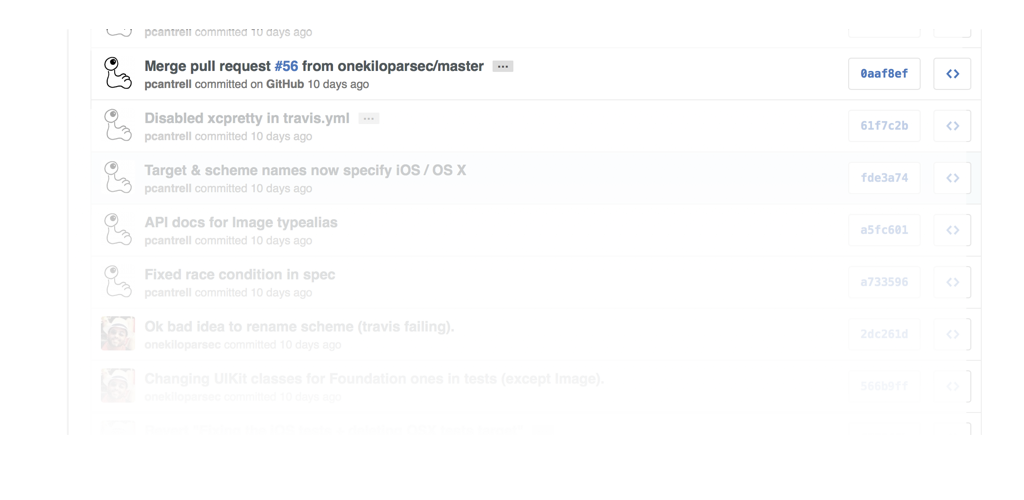 pcantrell committed 10 days ago
Merge pull request #56 from onekiloparsec/master ...
pcantrell committed on GitHub 10 days ago
0aaf8ef
<>
Disabled xcpretty in travis.yml ...
pcantrell committed 10 days ago
61f7c2b
<>
Target & scheme names now specify iOS / OS X
pcantrell committed 10 days ago
fde3a74
<>
API docs for Image typealias
pcantrell committed 10 days ago
a5fc601
<>
Fixed race condition in spec
pcantrell committed 10 days ago
a733596
<>
Ok bad idea to rename scheme (travis failing).
onekiloparsec committed 10 days ago
2dc261d
<>
Changing UIKit classes for Foundation ones in tests (except Image).
onekiloparsec committed 10 days ago
<>